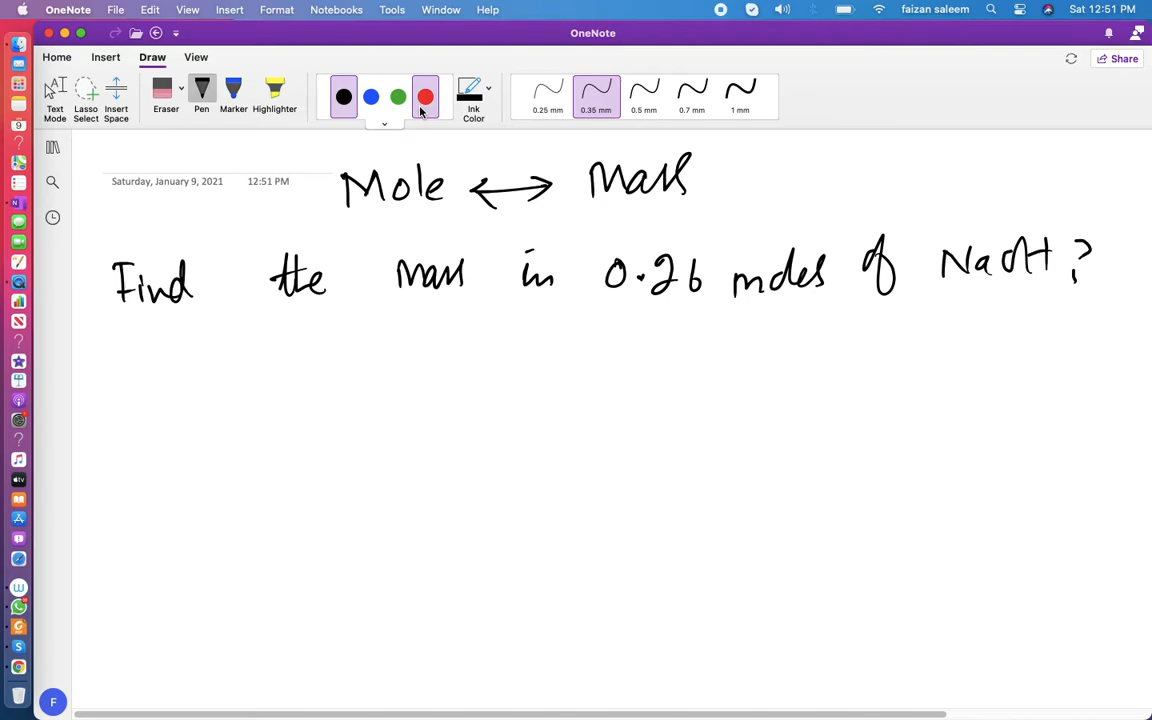 OneNote File Edit View Insert Format Notebooks Tools Window Help faizan saleem Sat 12:51 PM
OneNote
Home Insert Draw View
Share
Text Mode Lasso Select Insert Space Eraser Pen Marker Highlighter Ink Color 0.25 mm 0.35 mm 0.5 mm 0.7 mm 1 mm
Saturday, January 9, 2021 12:51 PM
Mole ↔ Mass
Find the mass in 0.26 moles of NaOH?
F